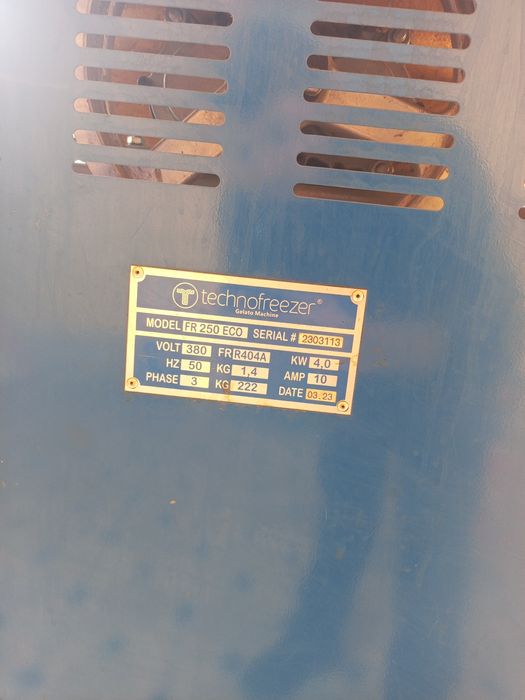 technofreezer®
Gelato Machine
MODEL FR 250 ECO SERIAL # 2303113
VOLT 380 FR R404A KW 4,0
HZ 50 KG 1,4 AMP 10
PHASE 3 KG 222 DATE 03.23